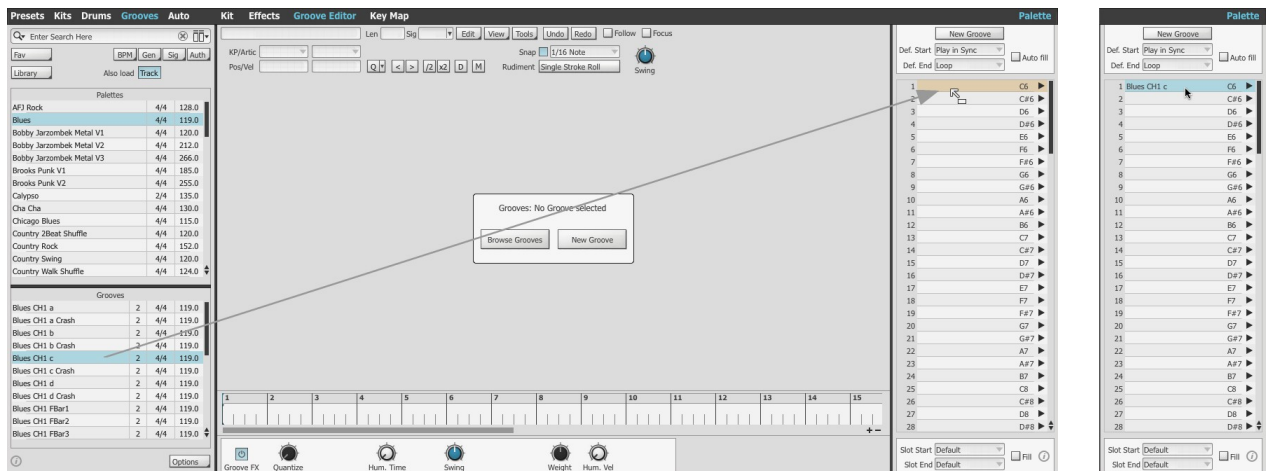 Presets Kits Drums Grooves Auto
Enter Search Here
Fav BPM Gen Sig Auth
Library Also load Track
Palettes
AFJ Rock 4/4 128.0
Blues 4/4 119.0
Bobby Jarzombek Metal V1 4/4 120.0
Bobby Jarzombek Metal V2 4/4 212.0
Bobby Jarzombek Metal V3 4/4 266.0
Brooks Punk V1 4/4 185.0
Brooks Punk V2 4/4 255.0
Calypso 2/4 135.0
Cha Cha 4/4 130.0
Chicago Blues 4/4 115.0
Country 2Beat Shuffle 4/4 120.0
Country Rock 4/4 152.0
Country Swing 4/4 120.0
Country Walk Shuffle 4/4 124.0
Grooves
Blues CH1 a 2 4/4 119.0
Blues CH1 a Crash 2 4/4 119.0
Blues CH1 b 2 4/4 119.0
Blues CH1 b Crash 2 4/4 119.0
Blues CH1 c 2 4/4 119.0
Blues CH1 c Crash 2 4/4 119.0
Blues CH1 d 2 4/4 119.0
Blues CH1 d Crash 2 4/4 119.0
Blues CH1 FBar1 2 4/4 119.0
Blues CH1 FBar2 2 4/4 119.0
Blues CH1 FBar3 2 4/4 119.0
Options
Kit Effects Groove Editor Key Map
Len Sig Edit View Tools Undo Redo Follow Focus
KP/Artic Snap 1/16 Note
Pos/Vel Q < > /2 x2 D M Rudiment Single Stroke Roll Swing
Grooves: No Groove selected
Browse Grooves New Groove
1 2 3 4 5 6 7 8 9 10 11 12 13 14 15
+ -
Groove FX Quantize Hum. Time Swing Weight Hum. Vel
Palette
New Groove
Def. Start Play in Sync
Auto fill
Def. End Loop
1 C6
2 C#6
3 D6
4 D#6
5 E6
6 F6
7 F#6
8 G6
9 G#6
10 A6
11 A#6
12 B6
13 C7
14 C#7
15 D7
16 D#7
17 E7
18 F7
19 F#7
20 G7
21 G#7
22 A7
23 A#7
24 B7
25 C8
26 C#8
27 D8
28 D#8
Slot Start Default
Fill
Slot End Default
Palette
New Groove
Def. Start Play in Sync
Auto fill
Def. End Loop
1 Blues CH1 c C6
2 C#6
3 D6
4 D#6
5 E6
6 F6
7 F#6
8 G6
9 G#6
10 A6
11 A#6
12 B6
13 C7
14 C#7
15 D7
16 D#7
17 E7
18 F7
19 F#7
20 G7
21 G#7
22 A7
23 A#7
24 B7
25 C8
26 C#8
27 D8
28 D#8
Slot Start Default
Fill
Slot End Default